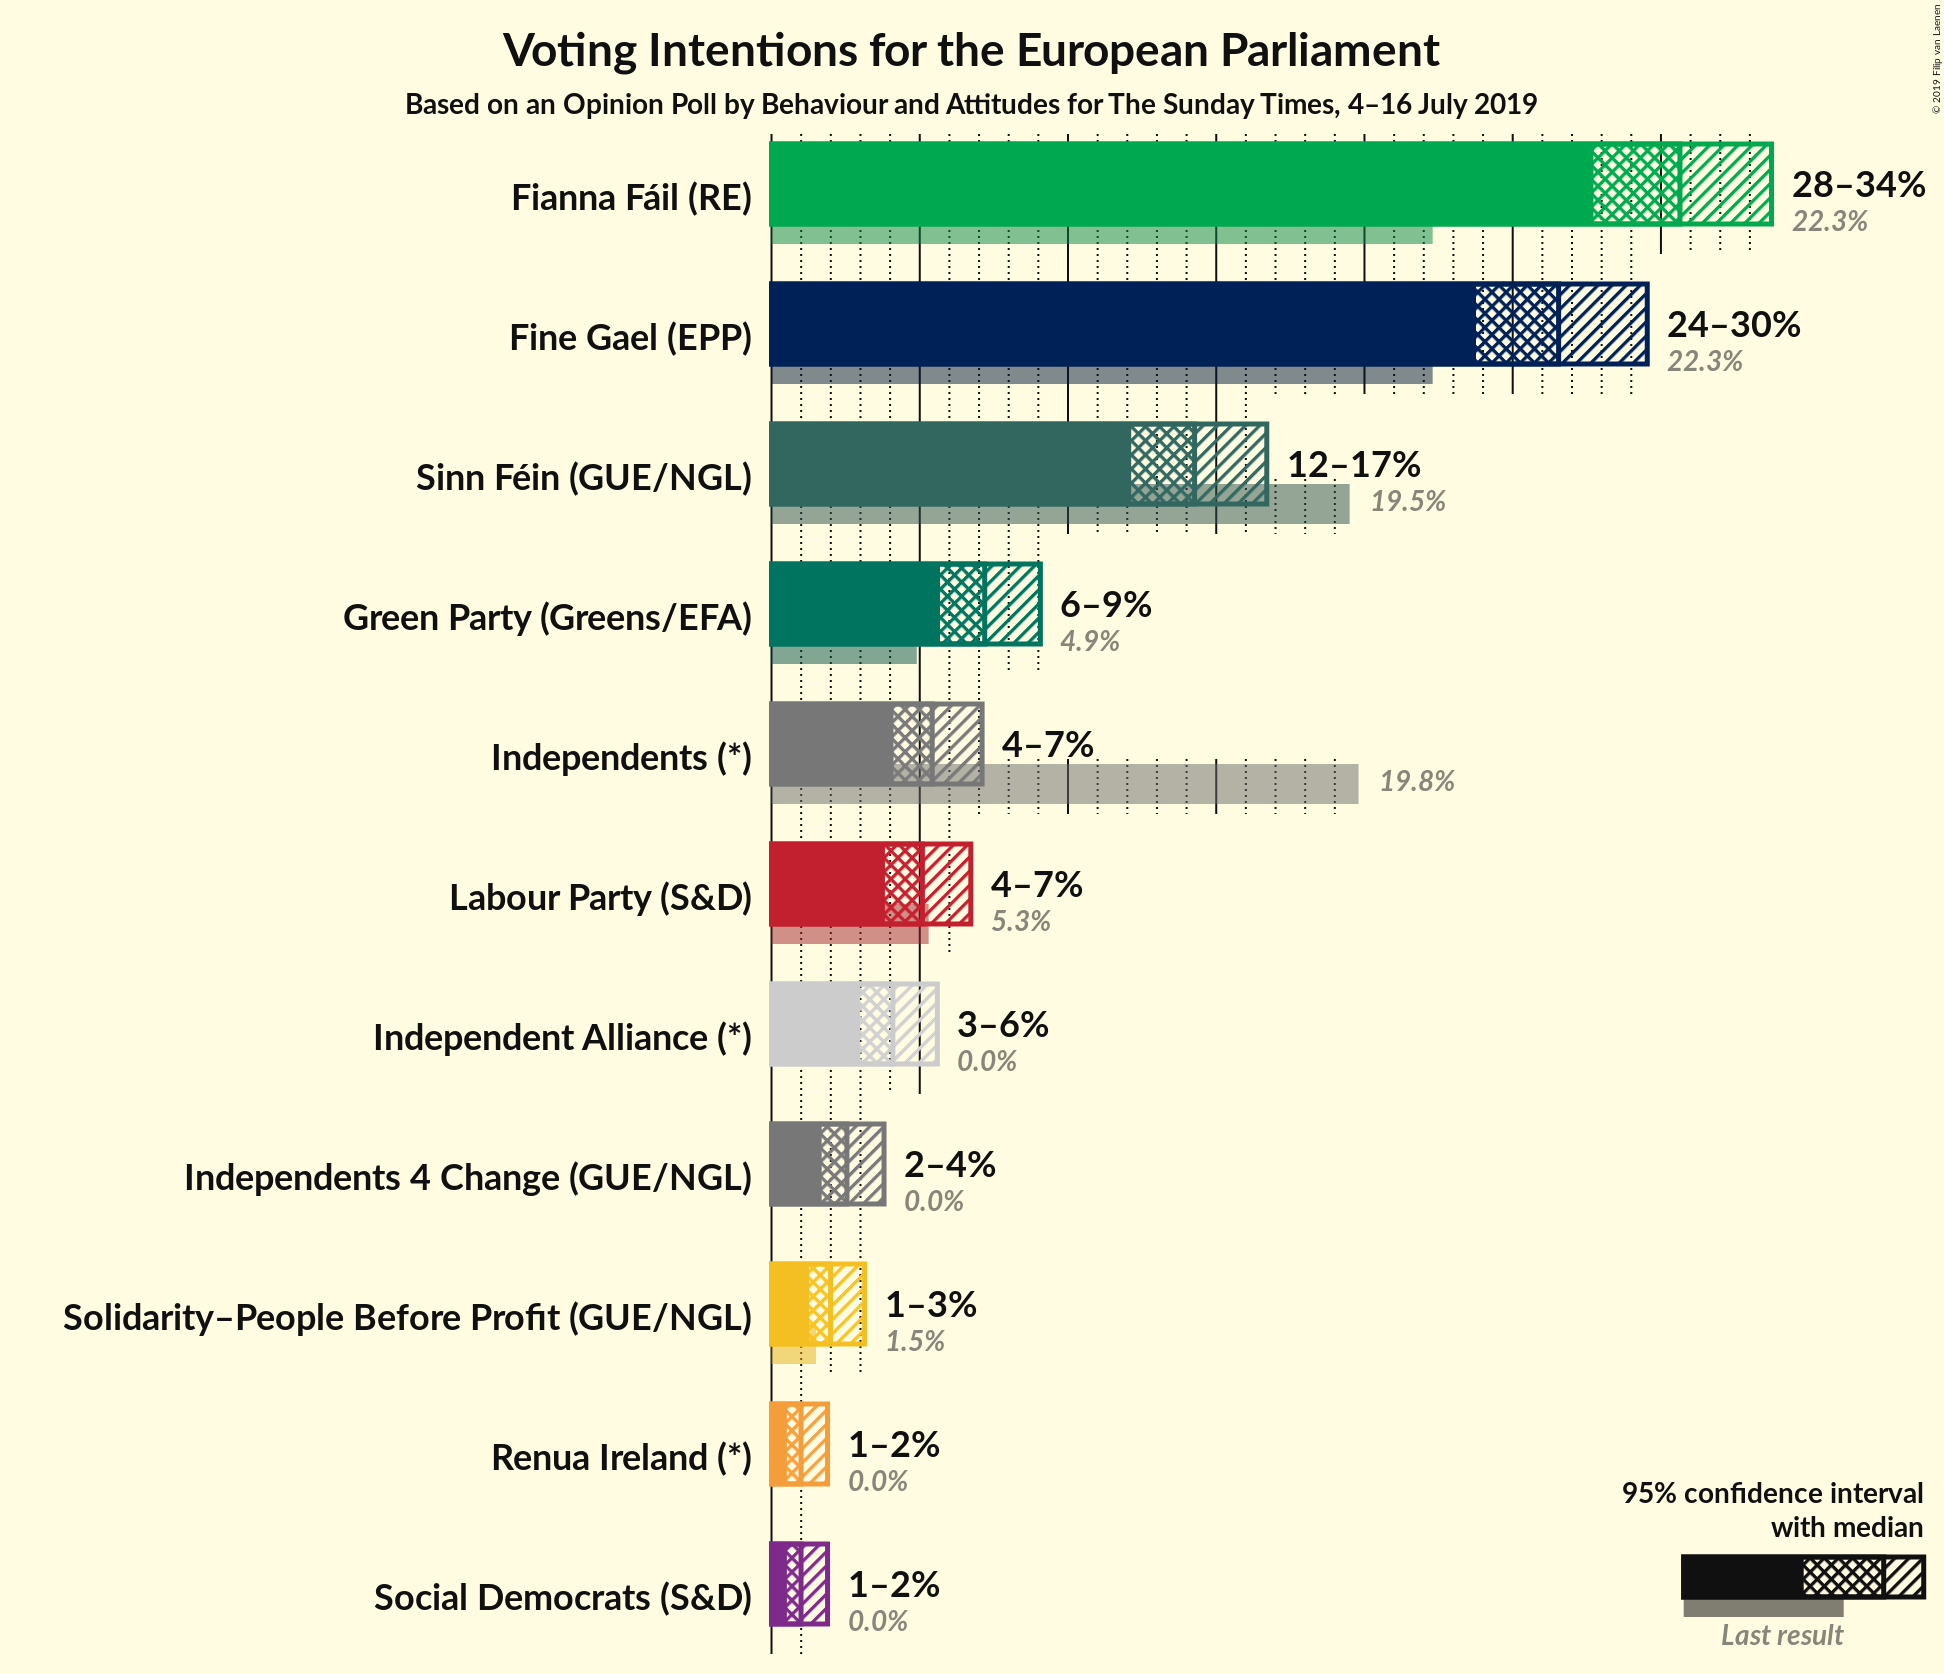 © 2019 Filip van Laenen
Voting Intentions for the European Parliament
Based on an Opinion Poll by Behaviour and Attitudes for The Sunday Times, 4–16 July 2019
Fianna Fáil (RE)
28–34%
22.3%
Fine Gael (EPP)
24–30%
22.3%
Sinn Féin (GUE/NGL)
12–17%
19.5%
Green Party (Greens/EFA)
6–9%
4.9%
Independents (*)
4–7%
19.8%
Labour Party (S&D)
4–7%
5.3%
Independent Alliance (*)
3–6%
0.0%
Independents 4 Change (GUE/NGL)
2–4%
0.0%
Solidarity–People Before Profit (GUE/NGL)
1–3%
1.5%
Renua Ireland (*)
1–2%
0.0%
Social Democrats (S&D)
1–2%
0.0%
95% confidence interval
with median
Last result